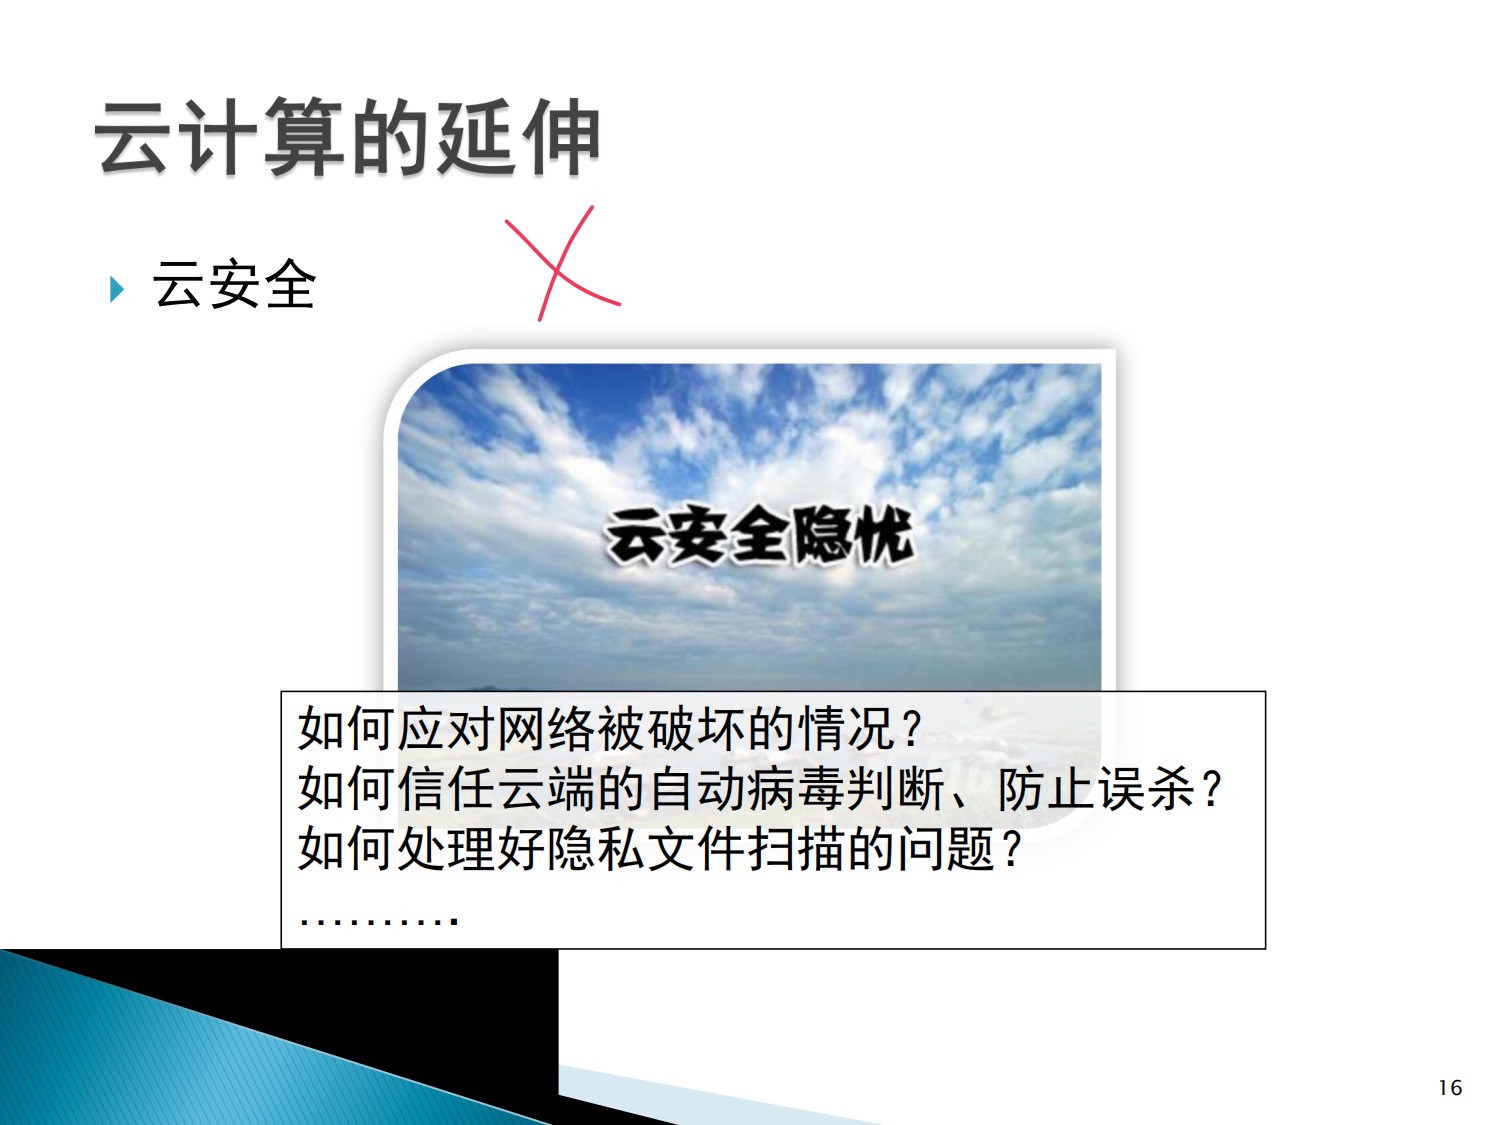 云计算的延伸
云安全
云安全隐忧
如何应对网络被破坏的情况?
如何信任云端的自动病毒判断、防止误杀?
如何处理好隐私文件扫描的问题?
……….
16